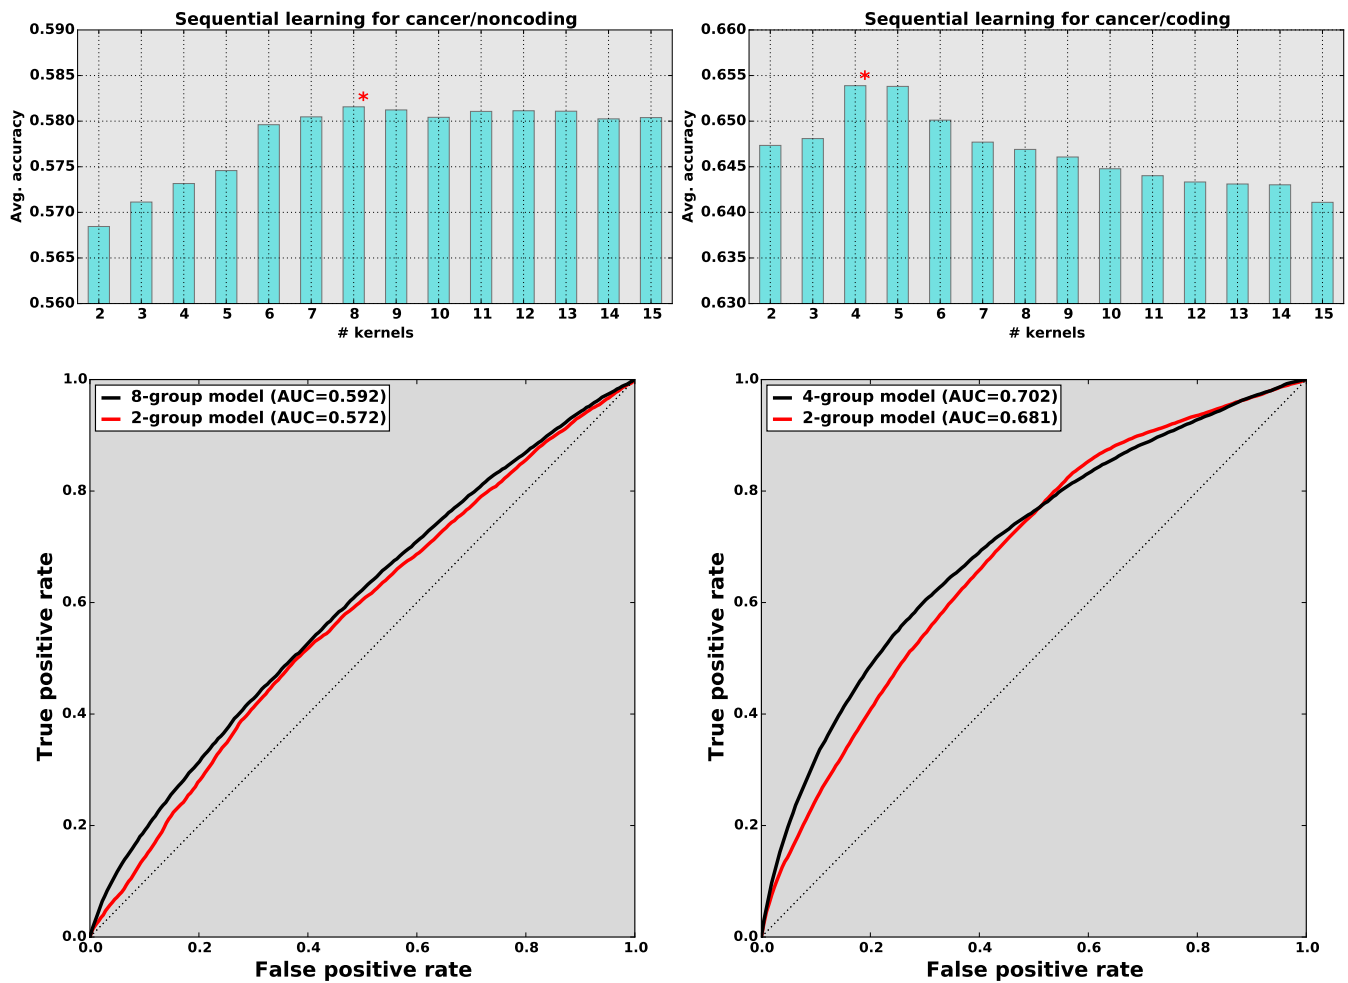 Sequential learning for cancer/noncoding
0.590
0.585
0.580
0.575
0.570
0.565
0.560
Avg. accuracy
*
2 3 4 5 6 7 8 9 10 11 12 13 14 15
# kernels
Sequential learning for cancer/coding
0.660
0.655
0.650
0.645
0.640
0.635
0.630
Avg. accuracy
*
2 3 4 5 6 7 8 9 10 11 12 13 14 15
# kernels
8-group model (AUC=0.592)
2-group model (AUC=0.572)
1.0
0.8
0.6
0.4
0.2
0.0
True positive rate
0.0 0.2 0.4 0.6 0.8 1.0
False positive rate
4-group model (AUC=0.702)
2-group model (AUC=0.681)
1.0
0.8
0.6
0.4
0.2
0.0
True positive rate
0.0 0.2 0.4 0.6 0.8 1.0
False positive rate